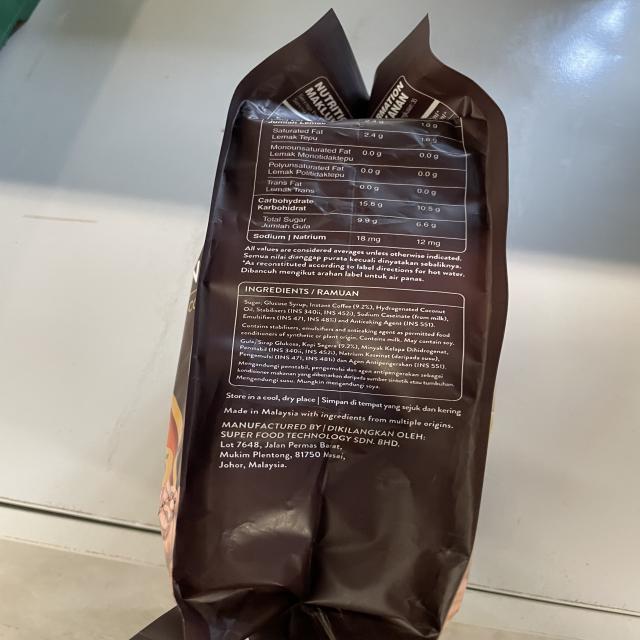 NUTRITI
MAKLU
MATION
KANAN
Jumlah Lemak
1.0 g
Saturated Fat
Lemak Tepu 2.4 g 1.6 g
Monounsaturated Fat
Lemak Monotidaktepu 0.0 g 0.0 g
Polyunsaturated Fat
Lemak Politidaktepu 0.0 g 0.0 g
Trans Fat
Lemak Trans 0.0 g 0.0 g
Carbohydrate
Karbohidrat 15.6 g 10.5 g
Total Sugar
Jumlah Gula 9.9 g 6.6 g
Sodium | Natrium 18 mg 12 mg
All values are considered averages unless otherwise indicated.
Semua nilai dianggap purata kecuali dinyatakan sebaliknya.
*As reconstituted according to label directions for hot water.
Dibancuh mengikut arahan label untuk air panas.
INGREDIENTS / RAMUAN
Sugar, Glucose Syrup, Instant Coffee (9.2%), Hydrogenated Coconut
Oil, Stabilisers (INS 340ii, INS 452i), Sodium Caseinate (from milk),
Emulsifiers (INS 471, INS 481i) and Anticaking Agent (INS 551).
Contains stabilisers, emulsifiers and anticaking agent as permitted food
conditioners of synthetic or plant origin. Contains milk. May contain soy.
Gula, Sirap Glukosa, Kopi Segera (9.2%), Minyak Kelapa Dihidrogenat,
Penstabil (INS 340ii, INS 452i), Natrium Kaseinat (daripada susu),
Pengemulsi (INS 471, INS 481i) dan Agen Antipengerakan (INS 551).
Mengandungi penstabil, pengemulsi dan agen antipengerakan sebagai
kondisioner makanan yang dibenarkan daripada sumber sintetik atau tumbuhan.
Mengandungi susu. Mungkin mengandungi soya.
Store in a cool, dry place | Simpan di tempat yang sejuk dan kering
Made in Malaysia with ingredients from multiple origins.
MANUFACTURED BY | DIKILANGKAN OLEH:
SUPER FOOD TECHNOLOGY SDN. BHD.
Lot 7648, Jalan Permas Barat,
Mukim Plentong, 81750 Masai,
Johor, Malaysia.